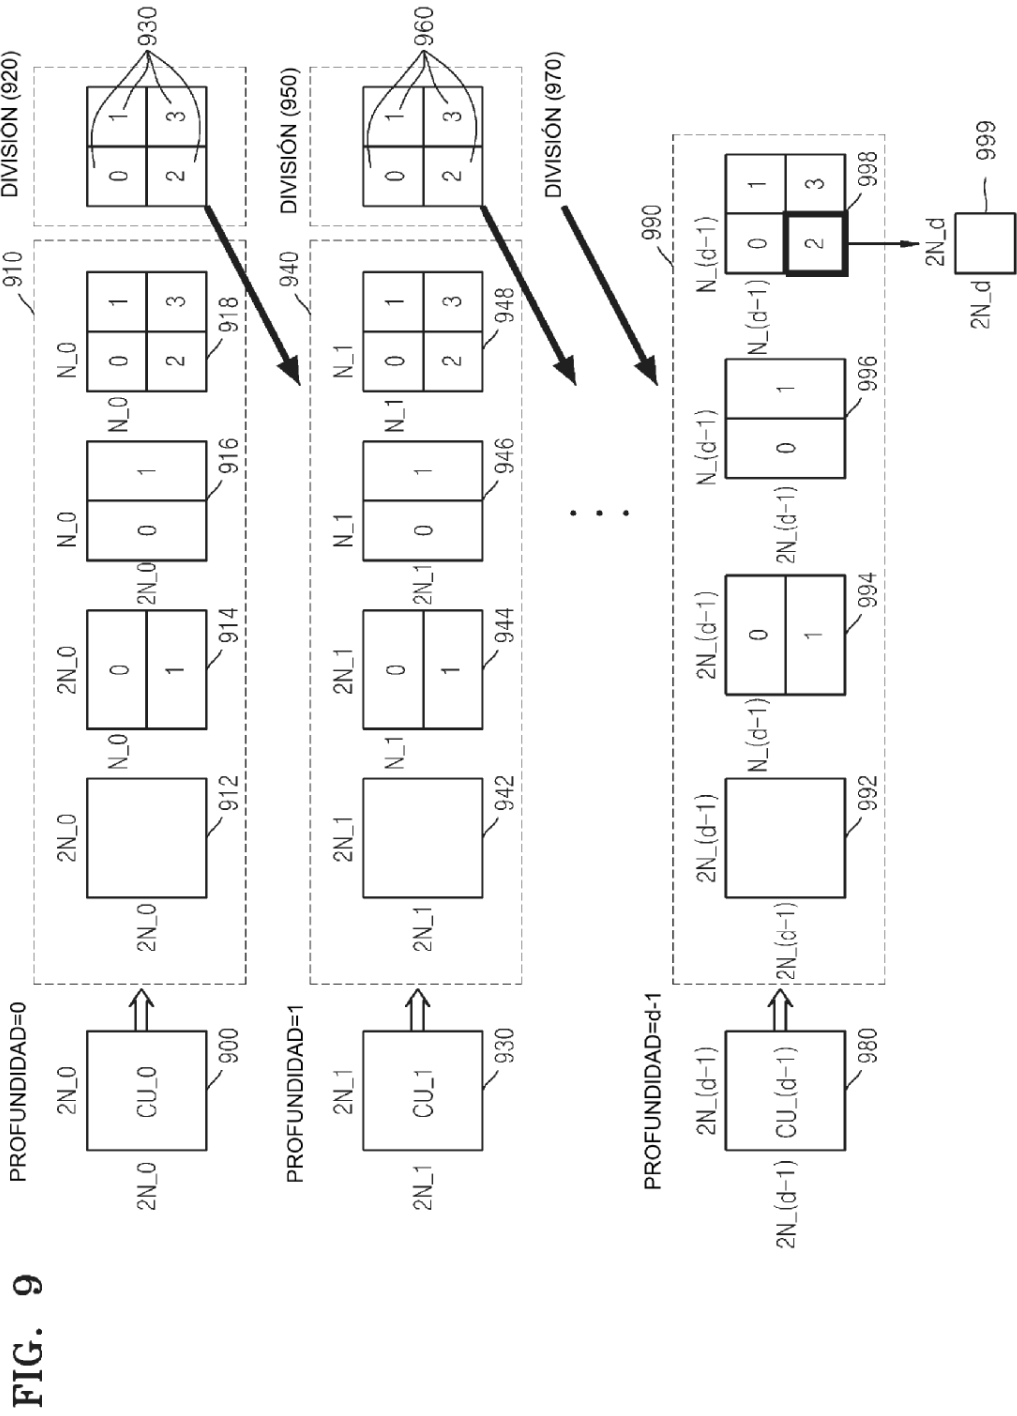 FIG. 9
PROFUNDIDAD=0
910
DIVISIÓN (920)
2N_0 2N_0 2N_0 N_0 N_0
N_0 0 N_0 0 1 0 1
2N_0 CU_0 2N_0 2N_0 0 1 930
1 2 3 2 3
900 912 914 916 918
PROFUNDIDAD=1
940
DIVISIÓN (950)
2N_1 2N_1 2N_1 N_1 N_1
N_1 0 N_1 0 1 0 1
2N_1 CU_1 2N_1 2N_1 0 1 960
1 2 3 2 3
930 942 944 946 948
DIVISIÓN (970)
. . .
PROFUNDIDAD=d-1
990
2N_(d-1) 2N_(d-1) 2N_(d-1) N_(d-1) N_(d-1)
N_(d-1) 0 N_(d-1) 0 1
2N_(d-1) CU_(d-1) 2N_(d-1) 2N_(d-1) 0 1
1 2 3
980 992 994 996 998
2N_d
2N_d
999